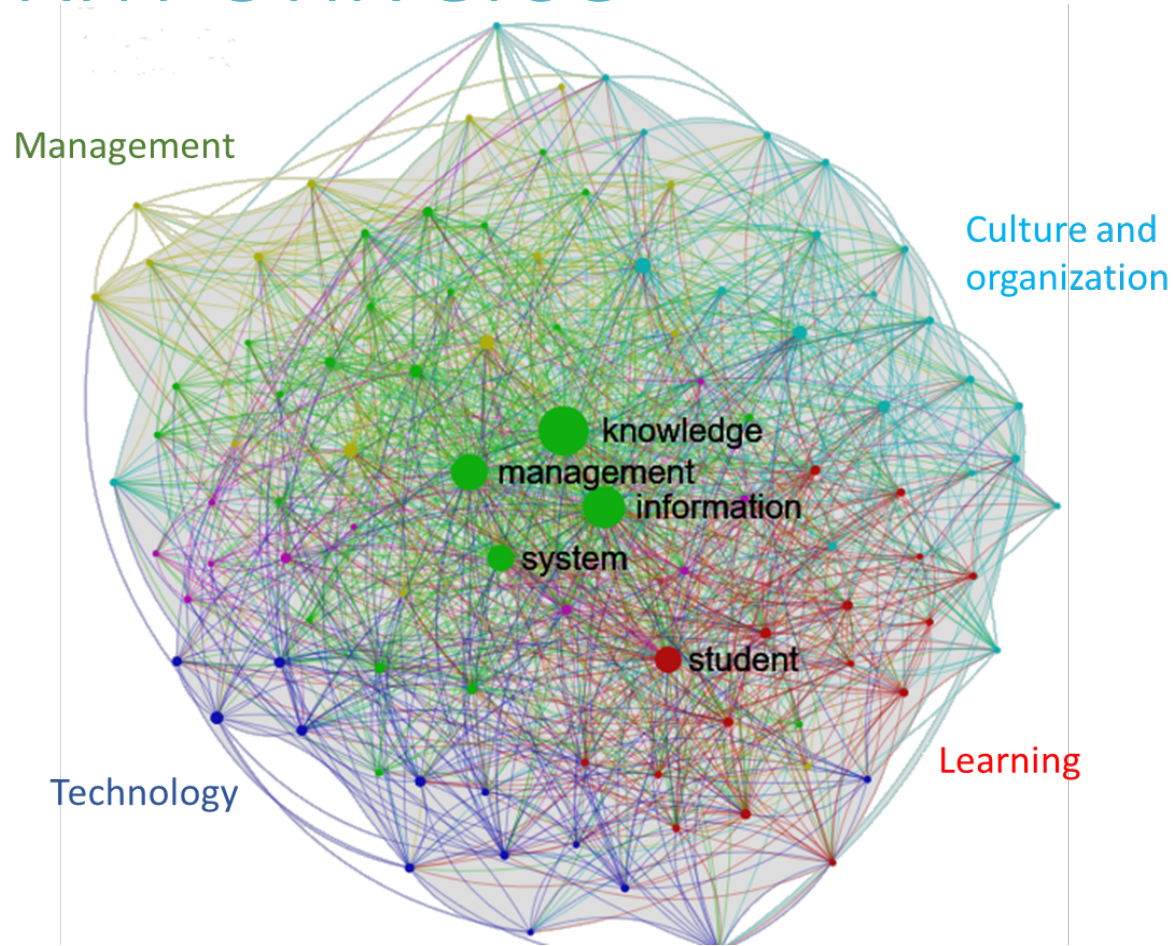 Management
Culture and
organization
knowledge
management
information
system
student
Learning
Technology